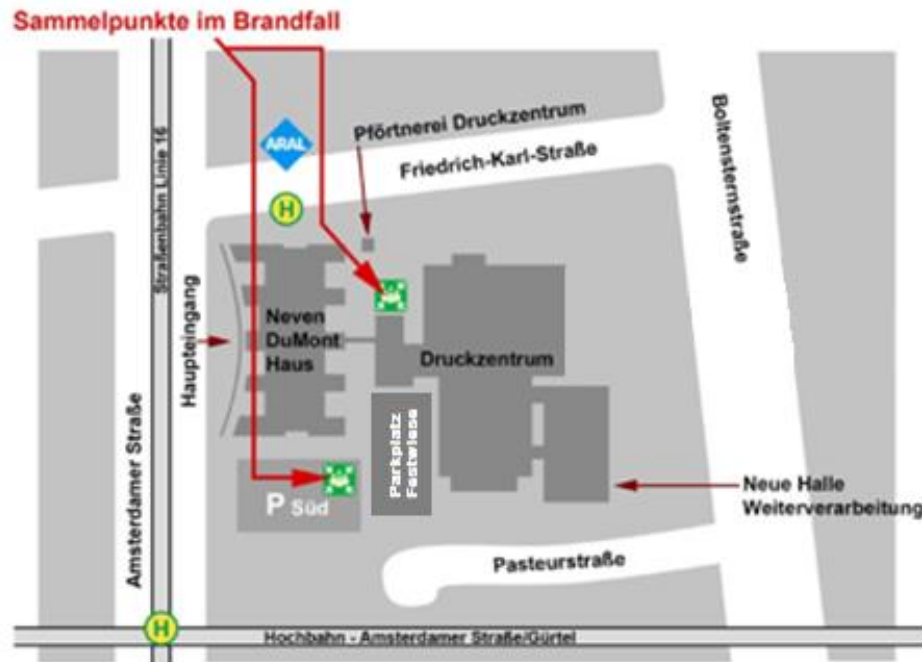 Sammelpunkte im Brandfall
Straßenbahn Linie 16
ARAL
H
Pförtnerei Druckzentrum
Friedrich-Karl-Straße
Boltensternstraße
Haupteingang
Neven
DuMont
Haus
Druckzentrum
Amsterdamer Straße
Parkplatz
Festwiese
P Süd
Neue Halle
Weiterverarbeitung
Pasteurstraße
H
Hochbahn - Amsterdamer Straße/Gürtel